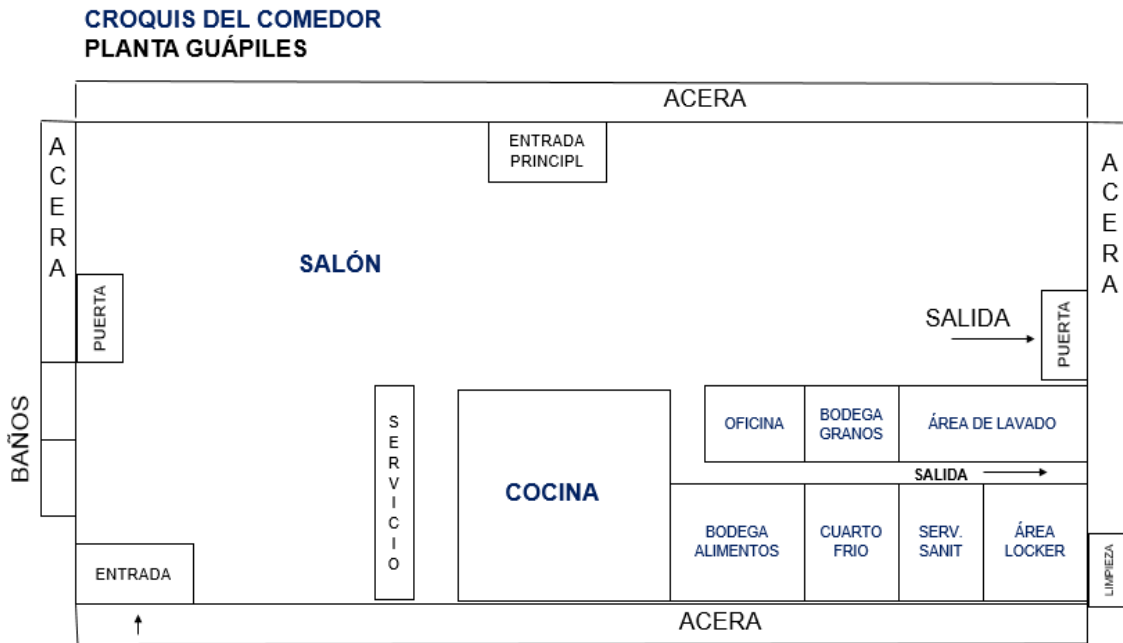 CROQUIS DEL COMEDOR
PLANTA GUÁPILES
ACERA
ACERA
ENTRADA
PRINCIPL
ACERA
SALÓN
PUERTA
SALIDA
PUERTA
BAÑOS
SERVICIO
COCINA
OFICINA
BODEGA
GRANOS
ÁREA DE LAVADO
SALIDA
BODEGA
ALIMENTOS
CUARTO
FRIO
SERV.
SANIT
ÁREA
LOCKER
LIMPIEZA
ENTRADA
ACERA